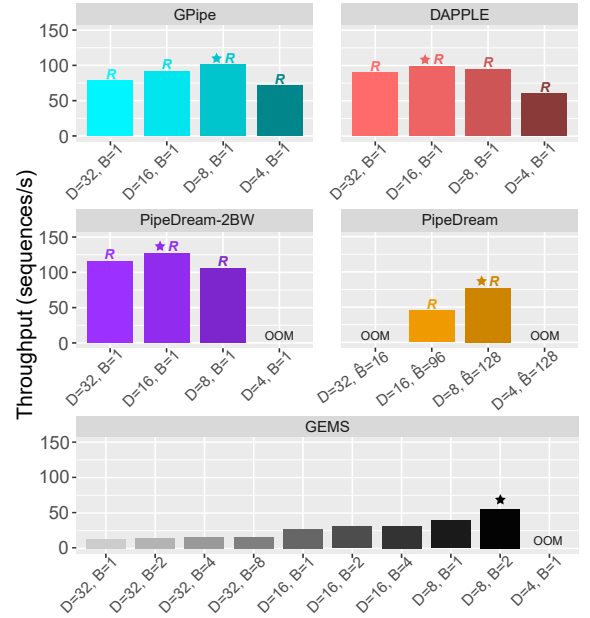 GPipe
DAPPLE
150
100
50
0
R
R
★ R
R
R
★ R
R
R
D=32, B=1
D=16, B=1
D=8, B=1
D=4, B=1
D=32, B=1
D=16, B=1
D=8, B=1
D=4, B=1
Throughput (sequences/s)
PipeDream-2BW
PipeDream
150
100
50
0
R
★ R
R
OOM
OOM
R
★ R
OOM
D=32, B=1
D=16, B=1
D=8, B=1
D=4, B=1
D=32, B̂=16
D=16, B̂=96
D=8, B̂=128
D=4, B̂=128
GEMS
150
100
50
0
★
OOM
D=32, B=1
D=32, B=2
D=32, B=4
D=32, B=8
D=16, B=1
D=16, B=2
D=16, B=4
D=8, B=1
D=8, B=2
D=4, B=1